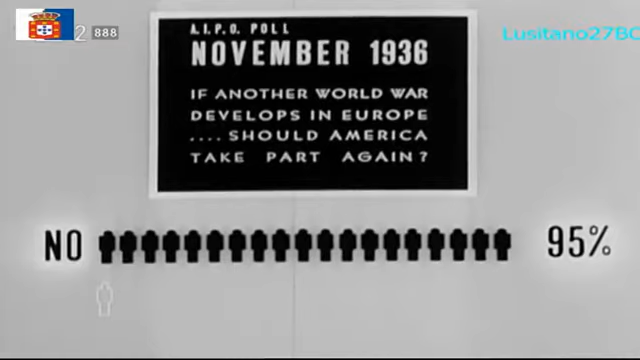 2 888
Lusitano27BC
A.I.P.O. POLL
NOVEMBER 1936
IF ANOTHER WORLD WAR
DEVELOPS IN EUROPE
.... SHOULD AMERICA
TAKE PART AGAIN?
NO 95%